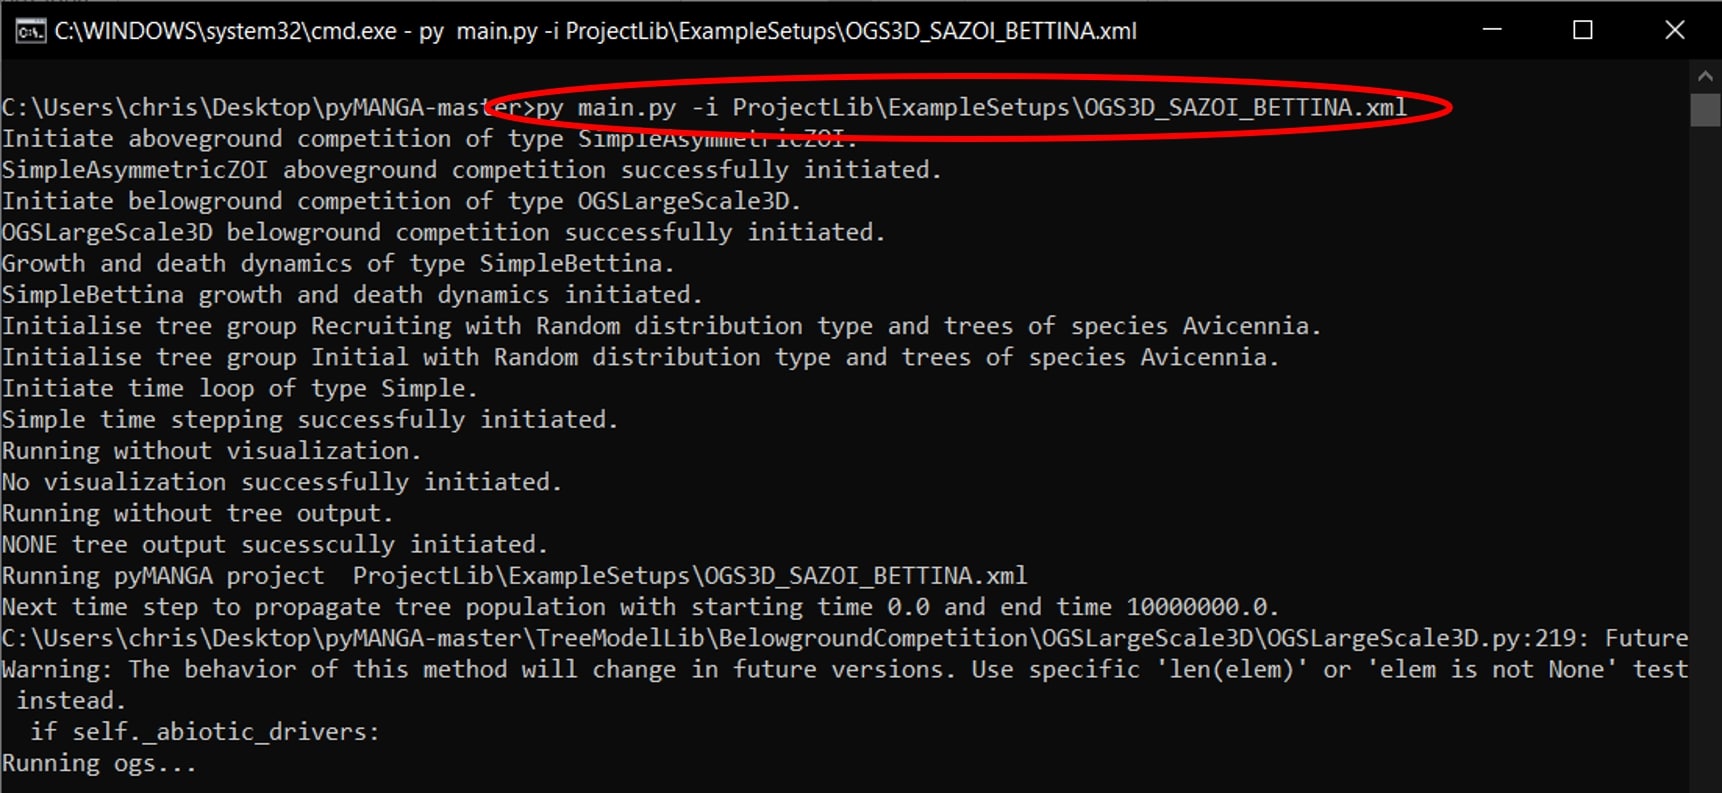 C:\WINDOWS\system32\cmd.exe - py  main.py -i ProjectLib\ExampleSetups\OGS3D_SAZOI_BETTINA.xml
C:\Users\chris\Desktop\pyMANGA-master>py main.py -i ProjectLib\ExampleSetups\OGS3D_SAZOI_BETTINA.xml
Initiate aboveground competition of type SimpleAsymmetricZOI.
SimpleAsymmetricZOI aboveground competition successfully initiated.
Initiate belowground competition of type OGSLargeScale3D.
OGSLargeScale3D belowground competition successfully initiated.
Growth and death dynamics of type SimpleBettina.
SimpleBettina growth and death dynamics initiated.
Initialise tree group Recruiting with Random distribution type and trees of species Avicennia.
Initialise tree group Initial with Random distribution type and trees of species Avicennia.
Initiate time loop of type Simple.
Simple time stepping successfully initiated.
Running without visualization.
No visualization successfully initiated.
Running without tree output.
NONE tree output sucesscully initiated.
Running pyMANGA project  ProjectLib\ExampleSetups\OGS3D_SAZOI_BETTINA.xml
Next time step to propagate tree population with starting time 0.0 and end time 10000000.0.
C:\Users\chris\Desktop\pyMANGA-master\TreeModelLib\BelowgroundCompetition\OGSLargeScale3D\OGSLargeScale3D.py:219: Future
Warning: The behavior of this method will change in future versions. Use specific 'len(elem)' or 'elem is not None' test
 instead.
  if self._abiotic_drivers:
Running ogs...